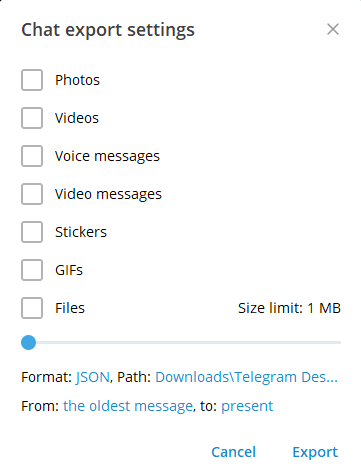 Chat export settings
Photos
Videos
Voice messages
Video messages
Stickers
GIFs
Files Size limit: 1 MB
Format: JSON, Path: Downloads\Telegram Des...
From: the oldest message, to: present
Cancel Export